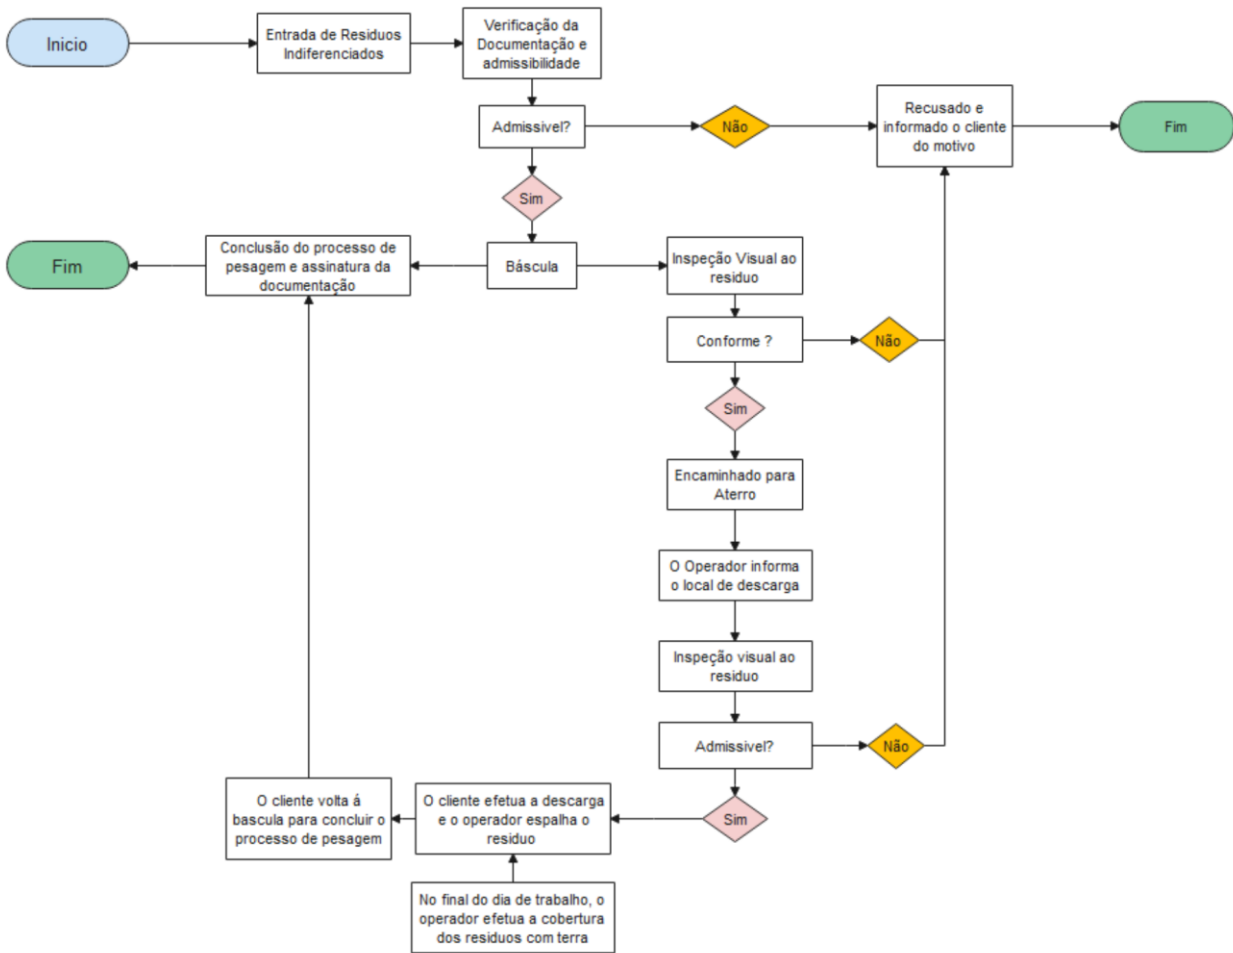 Inicio
Entrada de Residuos
Indiferenciados
Verificação da
Documentação e
admissibilidade
Admissivel?
Não
Recusado e
informado o cliente
do motivo
Fim
Sim
Fim
Conclusão do processo de
pesagem e assinatura da
documentação
Báscula
Inspeção Visual ao
residuo
Conforme ?
Não
Sim
Encaminhado para
Aterro
O Operador informa
o local de descarga
Inspeção visual ao
residuo
Admissivel?
Não
Sim
O cliente efetua a descarga
e o operador espalha o
residuo
O cliente volta á
bascula para concluir o
processo de pesagem
No final do dia de trabalho, o
operador efetua a cobertura
dos residuos com terra